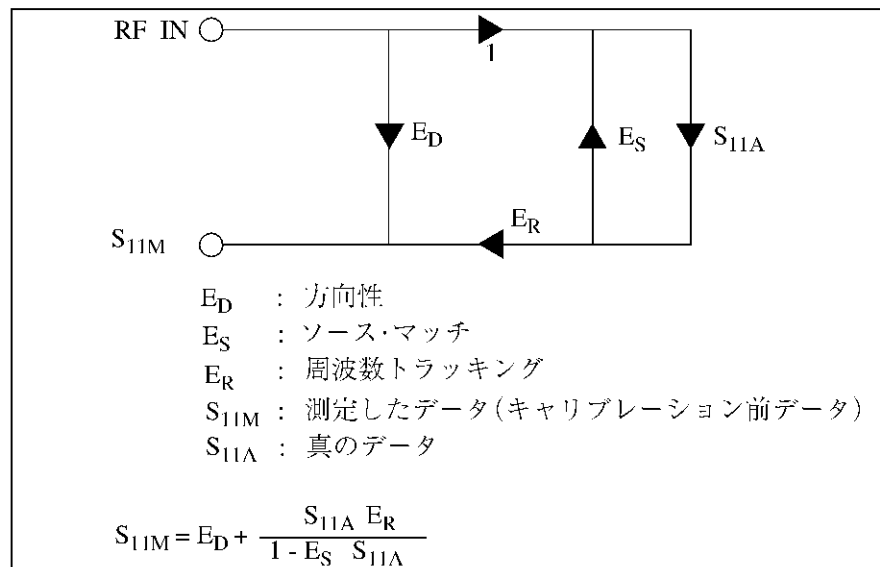 RF IN
1
E_D
E_S
S_11A
E_R
S_11M
E_D : 方向性
E_S : ソース・マッチ
E_R : 周波数トラッキング
S_11M : 測定したデータ(キャリブレーション前データ)
S_11A : 真のデータ
S_11M = E_D + S_11A E_R / 1 - E_S S_11A